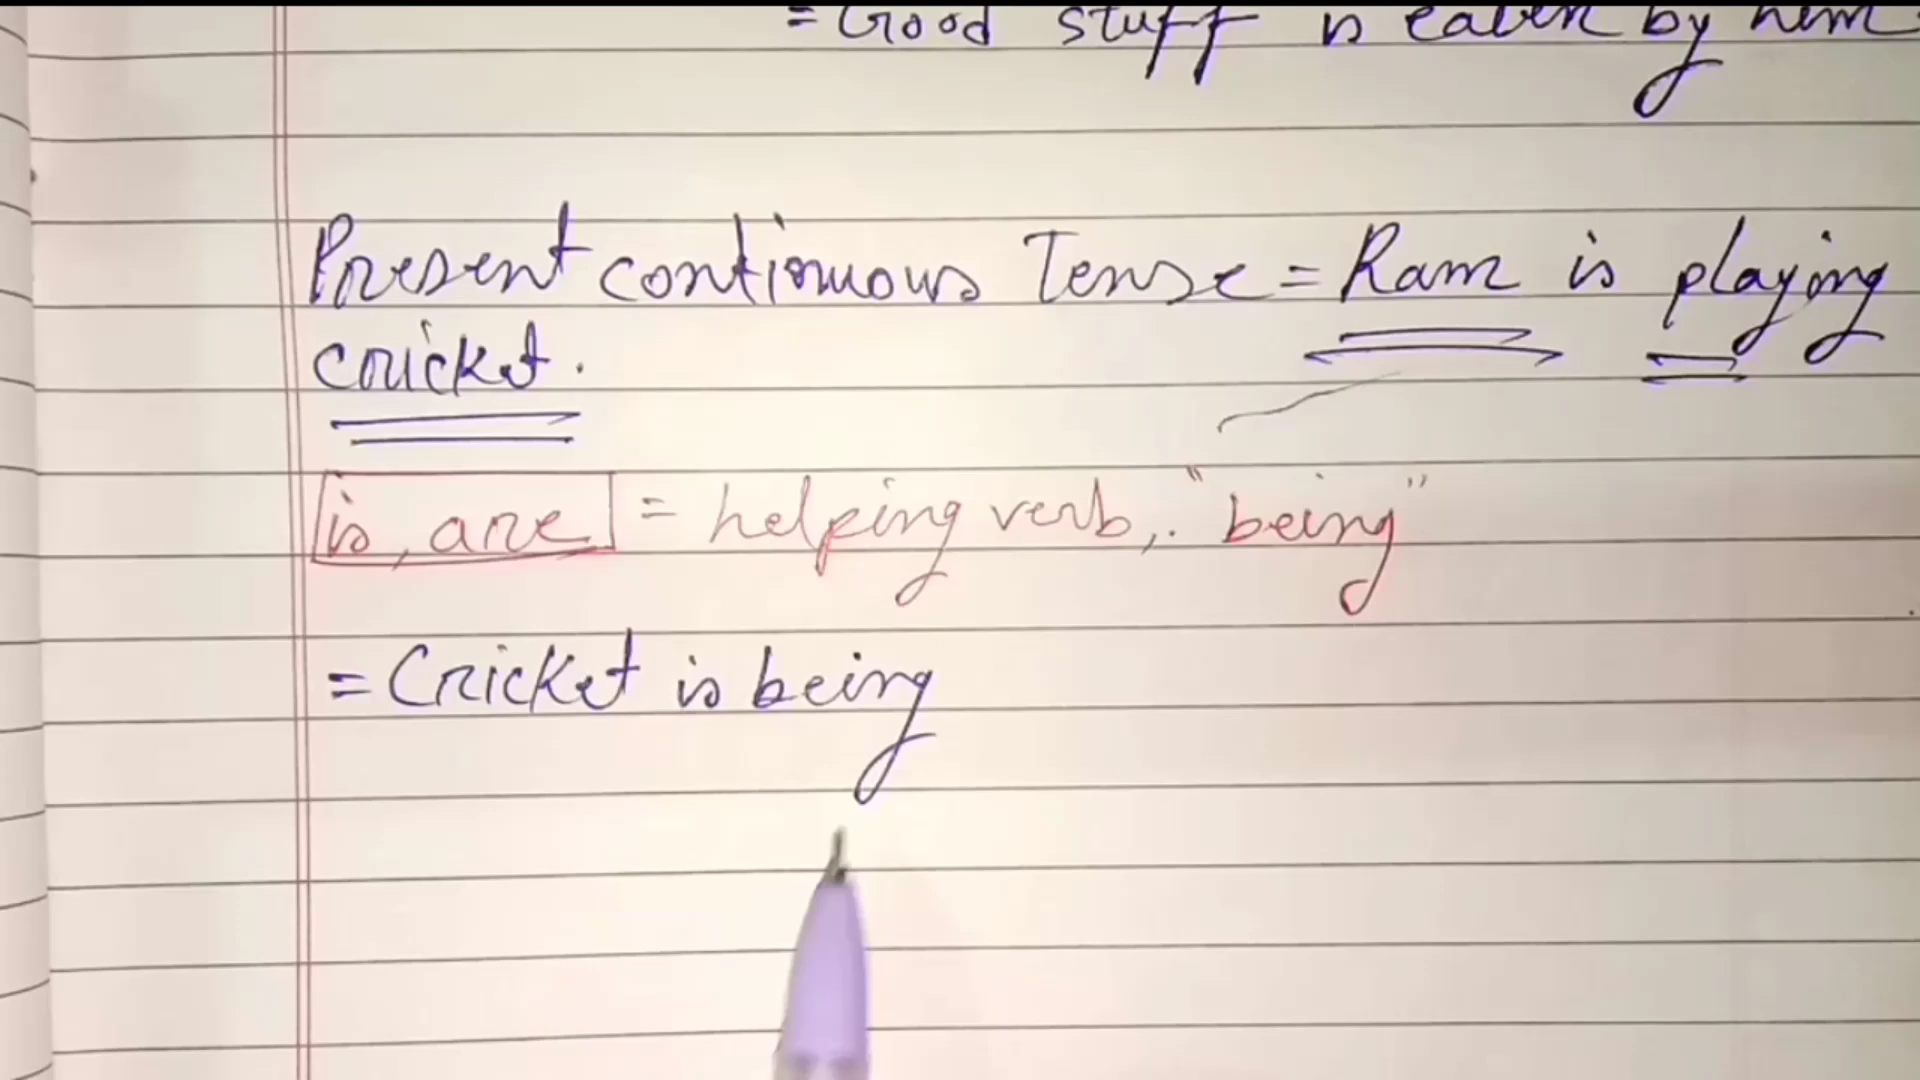 = Good stuff is eaten by him
Present continuous Tense = Ram is playing
cricket.
is, are = helping verb, . "being"
= Cricket is being